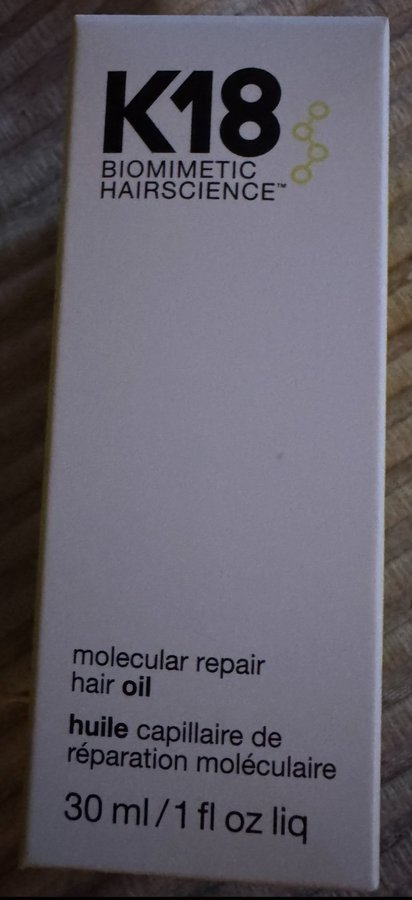 K18
BIOMIMETIC
HAIRSCIENCE™
molecular repair
hair oil
huile capillaire de
réparation moléculaire
30 ml / 1 fl oz liq